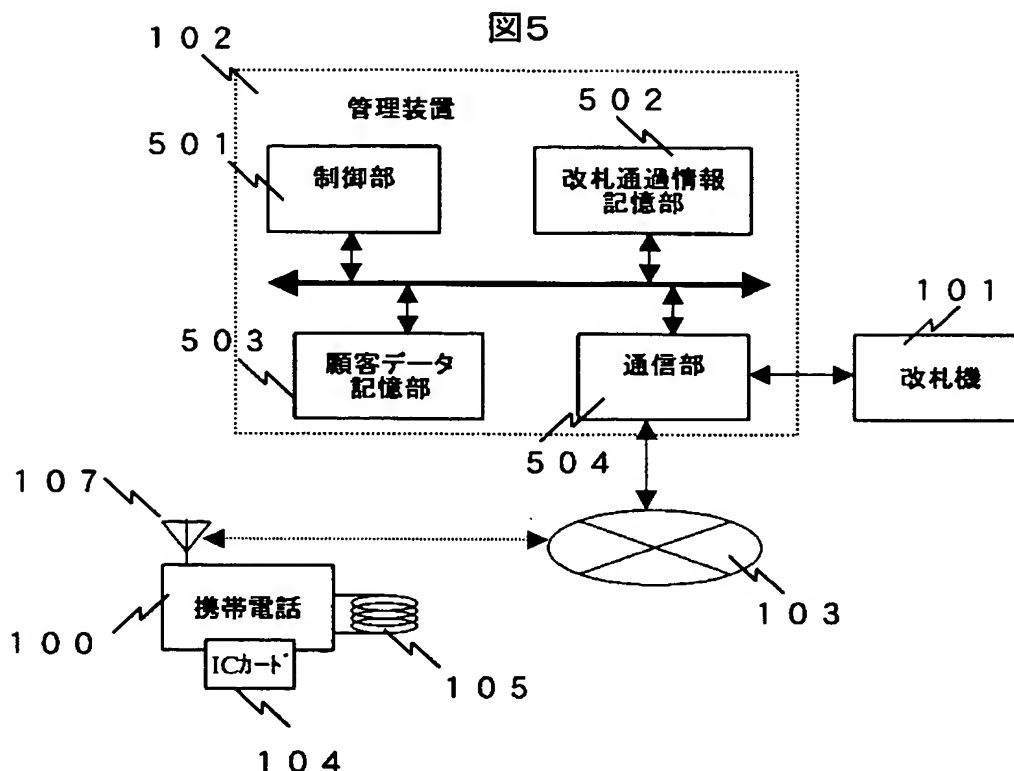 図5
１０２
管理装置
５０１
制御部
５０２
改札通過情報
記憶部
１０１
改札機
５０３
顧客データ
記憶部
通信部
５０４
１０７
１０３
携帯電話
１００
ICカード
１０５
１０４